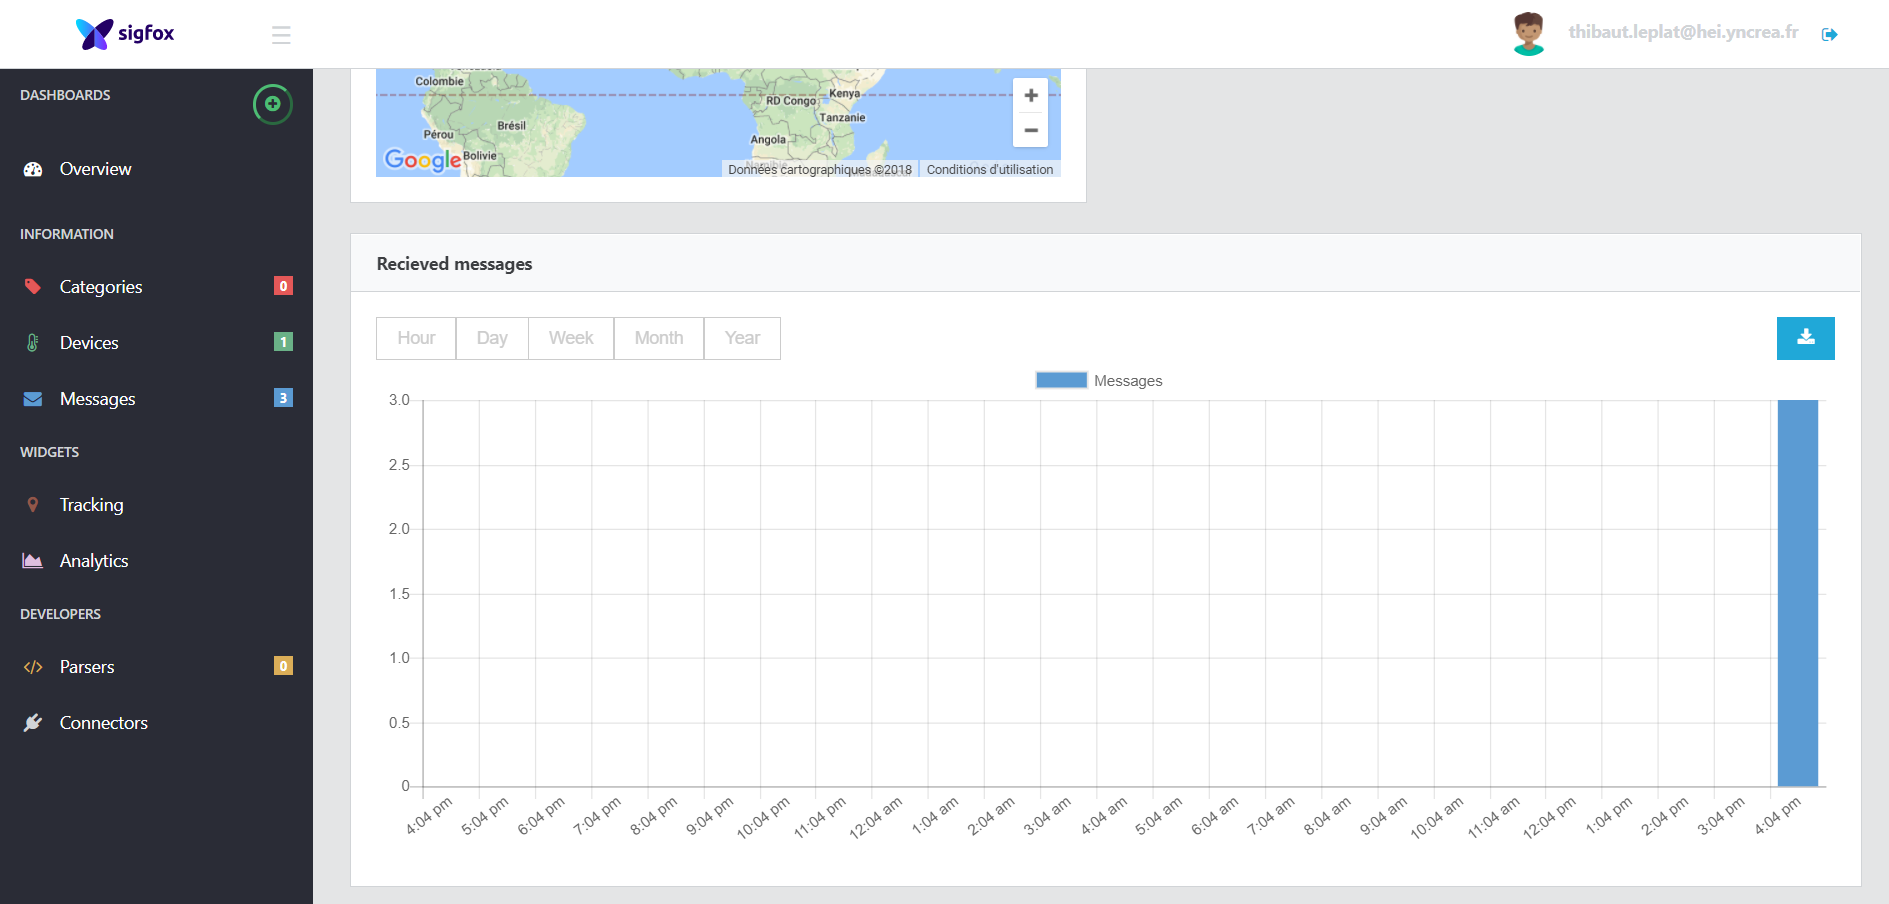 sigfox
thibaut.leplat@hei.yncrea.fr
DASHBOARDS
Overview
INFORMATION
Categories 0
Devices 1
Messages 3
WIDGETS
Tracking
Analytics
DEVELOPERS
Parsers 0
Connectors
Colombie
Kenya
RD Congo
Tanzanie
Brésil
Pérou
Angola
Bolivie
Google
Données cartographiques ©2018 Conditions d'utilisation
Recieved messages
Hour Day Week Month Year
Messages
3.0
2.5
2.0
1.5
1.0
0.5
0
4:04 pm 5:04 pm 6:04 pm 7:04 pm 8:04 pm 9:04 pm 10:04 pm 11:04 pm 12:04 am 1:04 am 2:04 am 3:04 am 4:04 am 5:04 am 6:04 am 7:04 am 8:04 am 9:04 am 10:04 am 11:04 am 12:04 pm 1:04 pm 2:04 pm 3:04 pm 4:04 pm